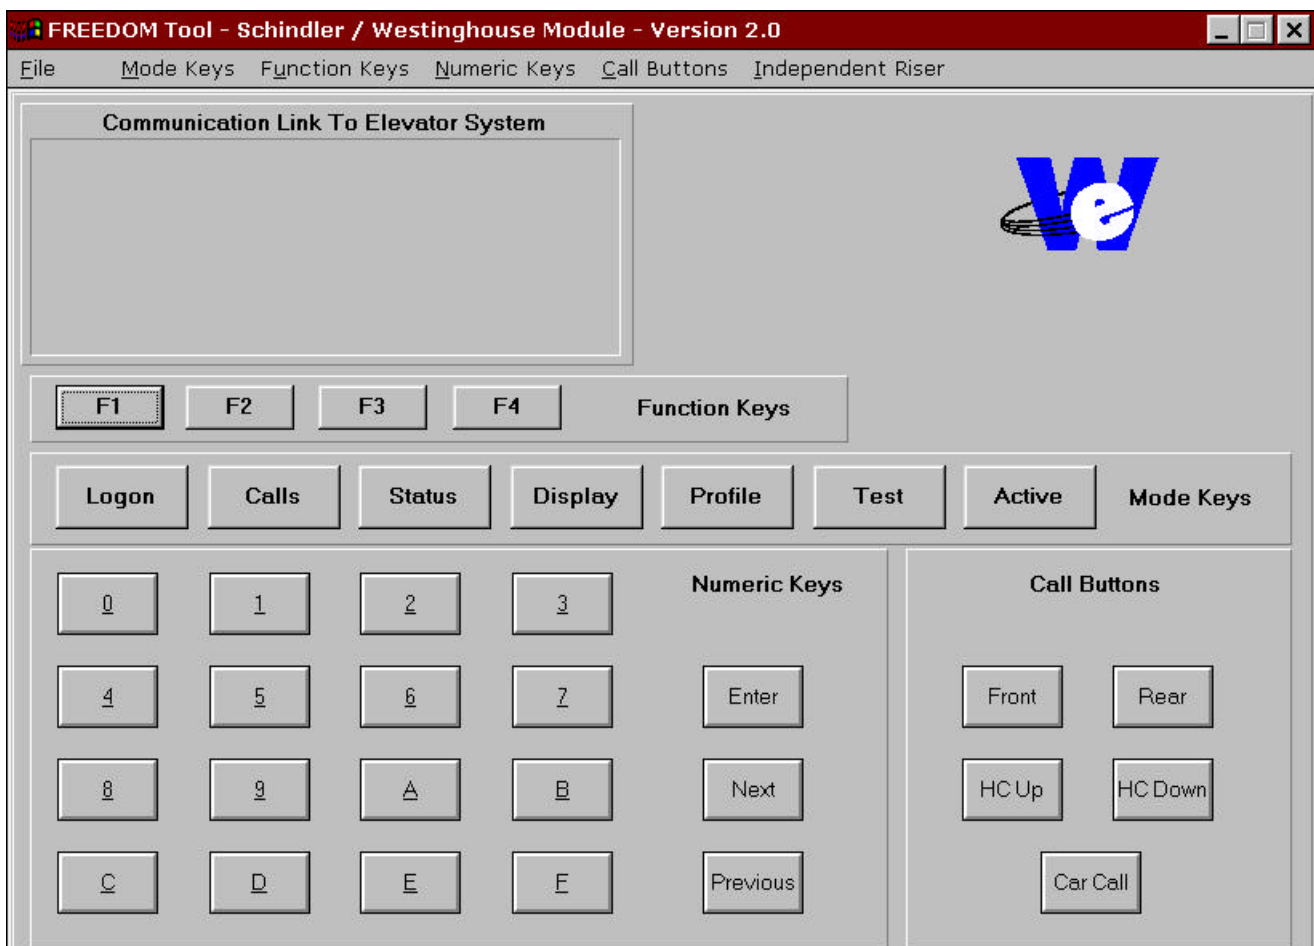 FREEDOM Tool - Schindler / Westinghouse Module - Version 2.0
File Mode Keys Function Keys Numeric Keys Call Buttons Independent Riser
Communication Link To Elevator System
We
F1 F2 F3 F4 Function Keys
Logon Calls Status Display Profile Test Active Mode Keys
Numeric Keys
0 1 2 3
4 5 6 7 Enter
8 9 A B Next
C D E F Previous
Call Buttons
Front Rear
HC Up HC Down
Car Call